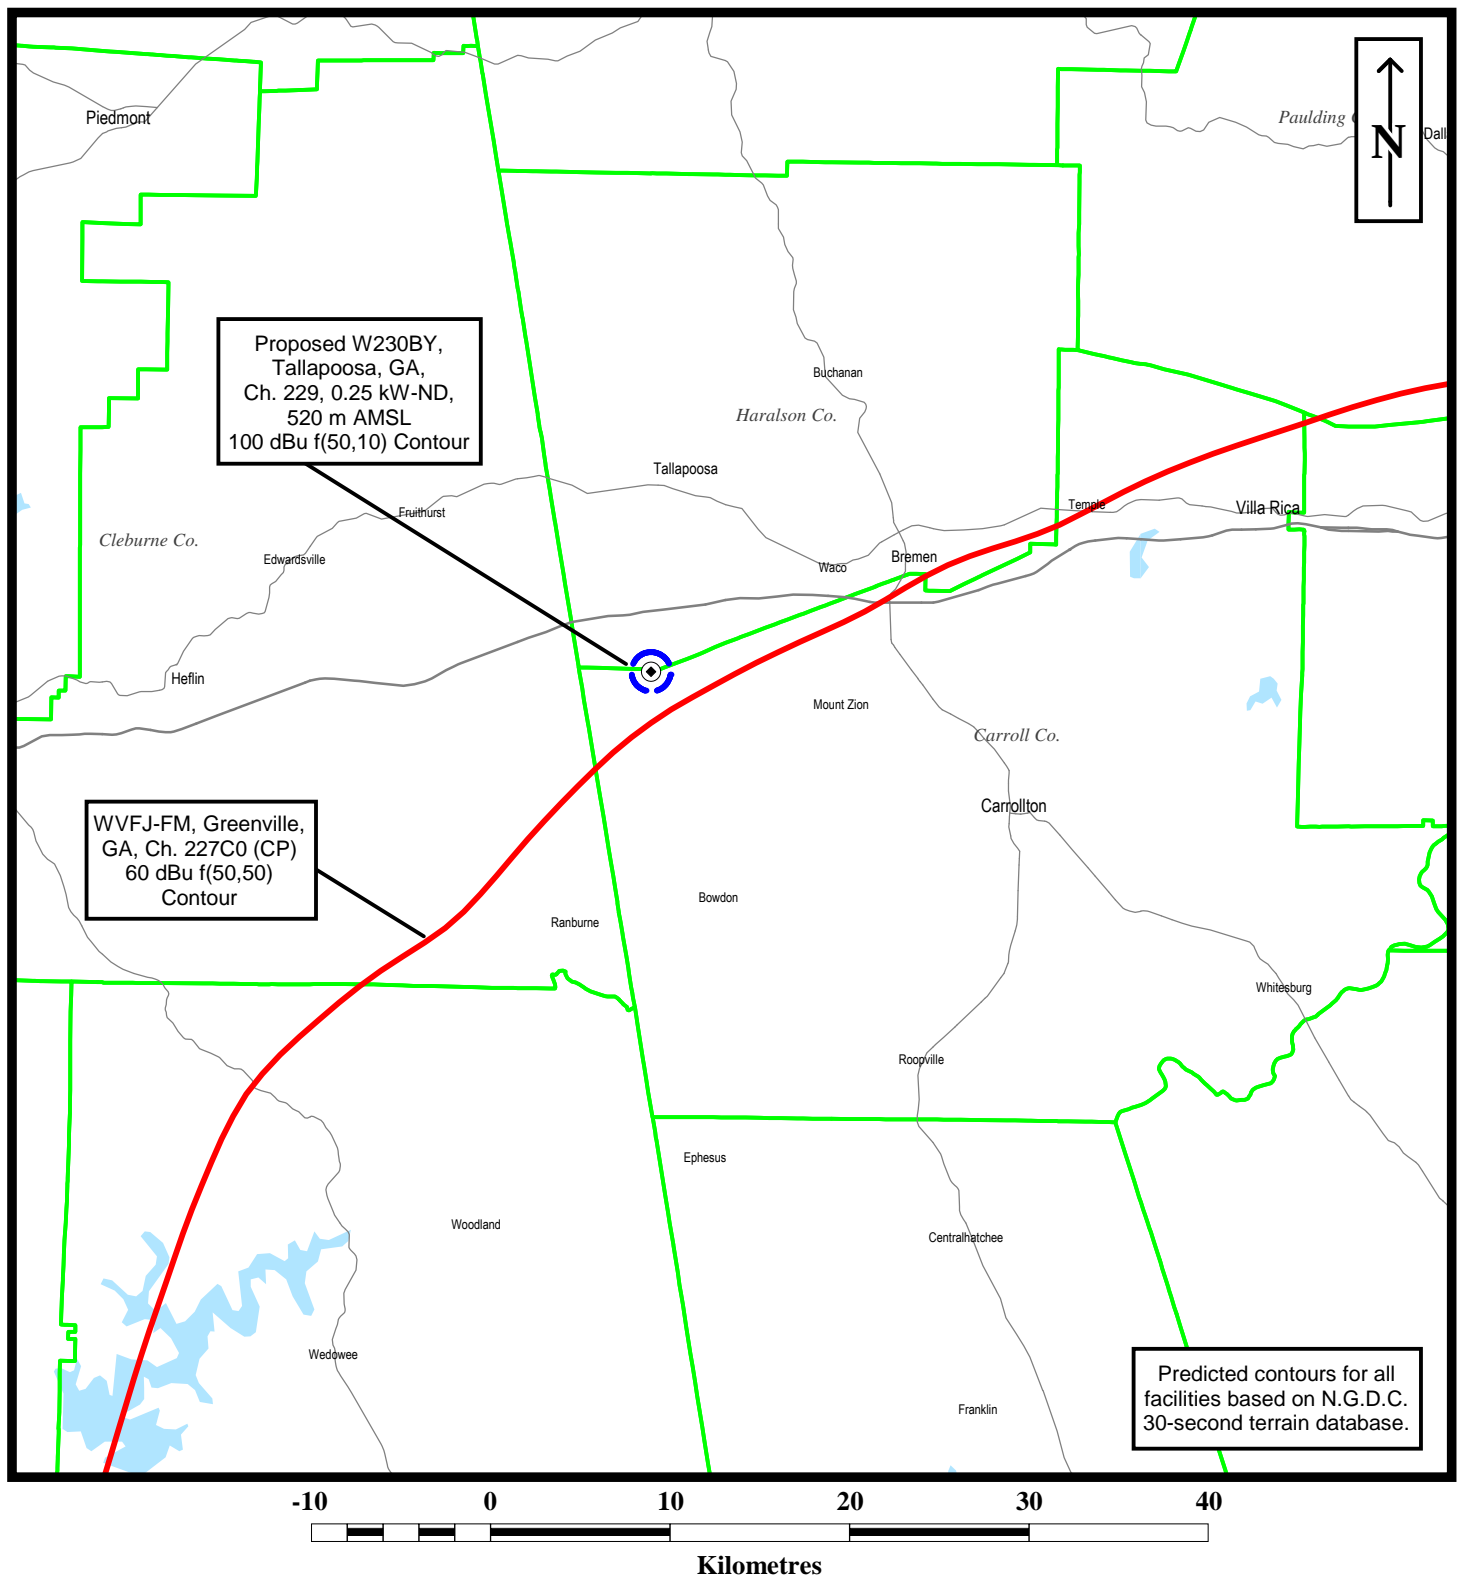 Piedmont
Paulding
N
Dall
Proposed W230BY,
Tallapoosa, GA,
Ch. 229, 0.25 kW-ND,
520 m AMSL
100 dBu f(50,10) Contour
Buchanan
Haralson Co.
Tallapoosa
Fruithurst
Temple
Villa Rica
Cleburne Co.
Edwardsville
Waco
Bremen
Heflin
Mount Zion
Carroll Co.
Carrollton
WVFJ-FM, Greenville,
GA, Ch. 227C0 (CP)
60 dBu f(50,50)
Contour
Bowdon
Ranburne
Whitesburg
Roopville
Ephesus
Woodland
Centralhatchee
Wedowee
Franklin
Predicted contours for all
facilities based on N.G.D.C.
30-second terrain database.
-10 0 10 20 30 40
Kilometres